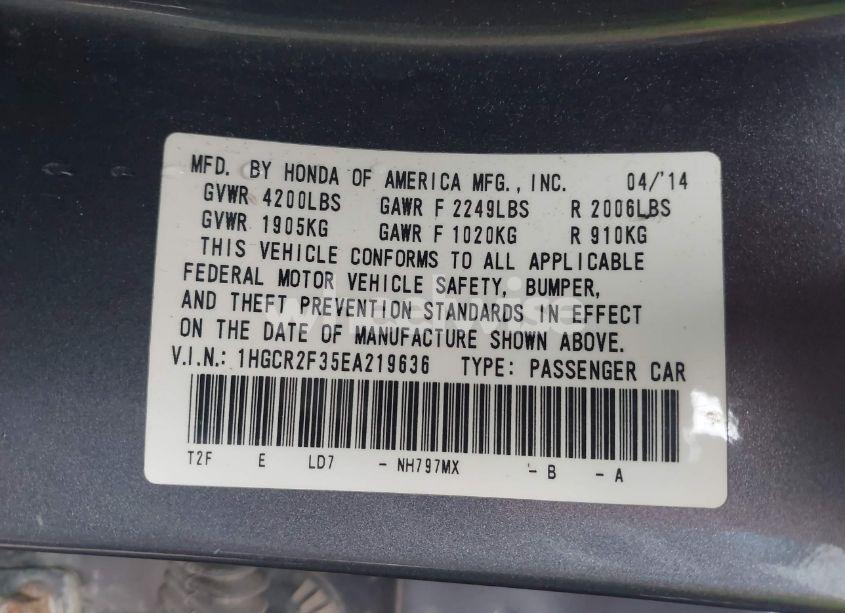 MFD. BY HONDA OF AMERICA MFG., INC. 04/'14
GVWR 4200LBS GAWR F 2249LBS R 2006LBS
GVWR 1905KG GAWR F 1020KG R 910KG
THIS VEHICLE CONFORMS TO ALL APPLICABLE
FEDERAL MOTOR VEHICLE SAFETY, BUMPER,
AND THEFT PREVENTION STANDARDS IN EFFECT
ON THE DATE OF MANUFACTURE SHOWN ABOVE.
V.I.N.: 1HGCR2F35EA219636 TYPE: PASSENGER CAR
T2F E LD7 - NH797MX - B - A